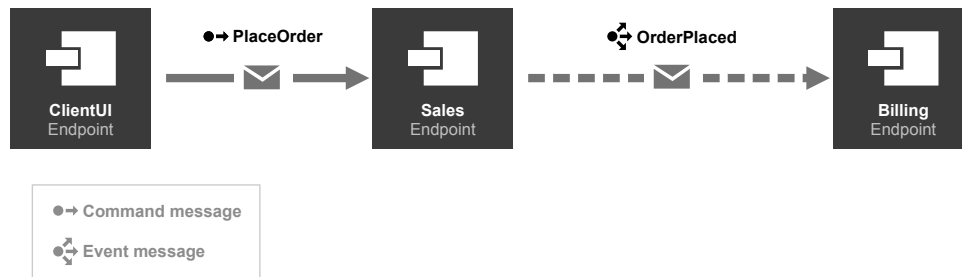 PlaceOrder
OrderPlaced
ClientUI
Endpoint
Sales
Endpoint
Billing
Endpoint
Command message
Event message